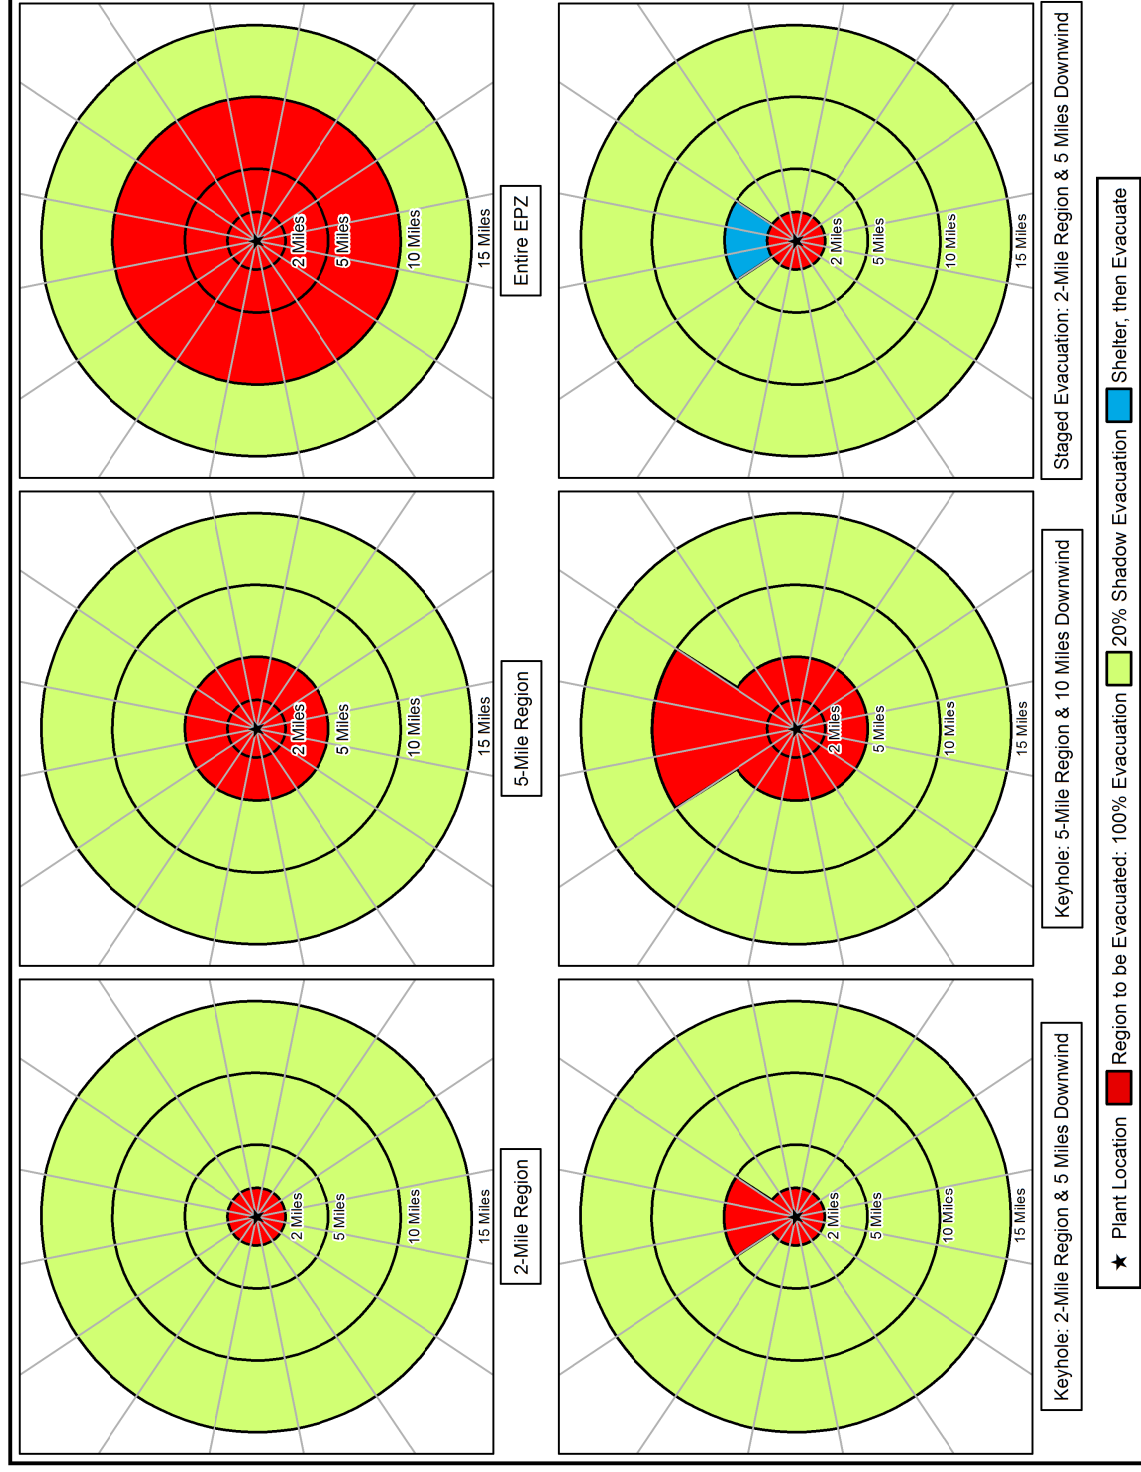 2 Miles
5 Miles
10 Miles
15 Miles
2-Mile Region
2 Miles
5 Miles
10 Miles
15 Miles
5-Mile Region
2 Miles
5 Miles
10 Miles
15 Miles
Entire EPZ
2 Miles
5 Miles
10 Miles
15 Miles
Keyhole: 2-Mile Region & 5 Miles Downwind
2 Miles
5 Miles
10 Miles
15 Miles
Keyhole: 5-Mile Region & 10 Miles Downwind
2 Miles
5 Miles
10 Miles
15 Miles
Staged Evacuation: 2-Mile Region & 5 Miles Downwind
Plant Location Region to be Evacuated: 100% Evacuation 20% Shadow Evacuation Shelter, then Evacuate